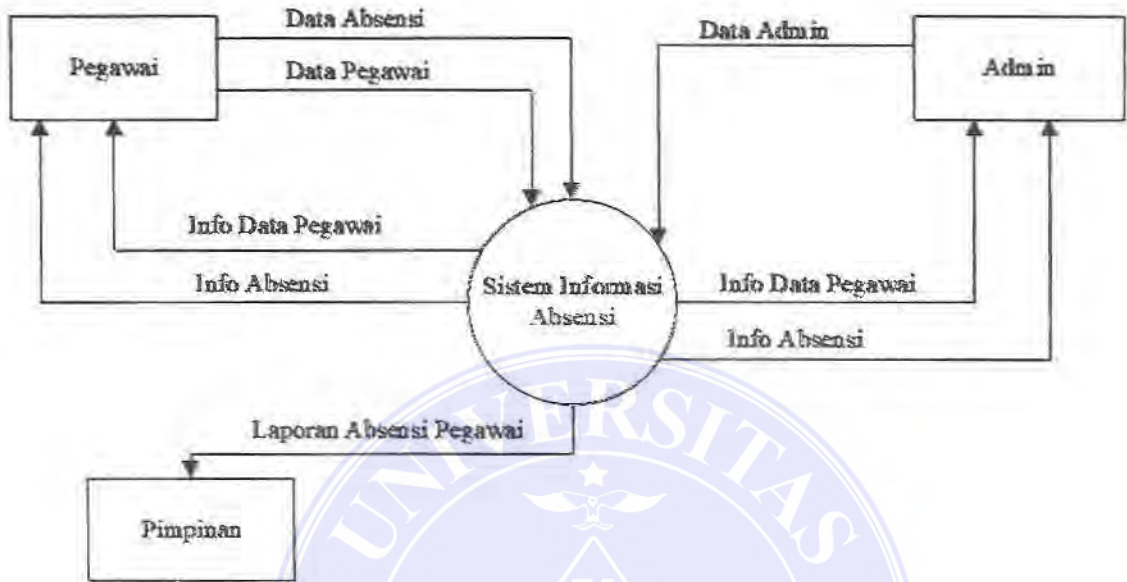 Data Absensi
Data Admin
Pegawai
Data Pegawai
Admin
Info Data Pegawai
Info Absensi
Sistem Informasi
Absensi
Info Data Pegawai
Info Absensi
Laporan Absensi Pegawai
Pimpinan
UNIVERSITAS